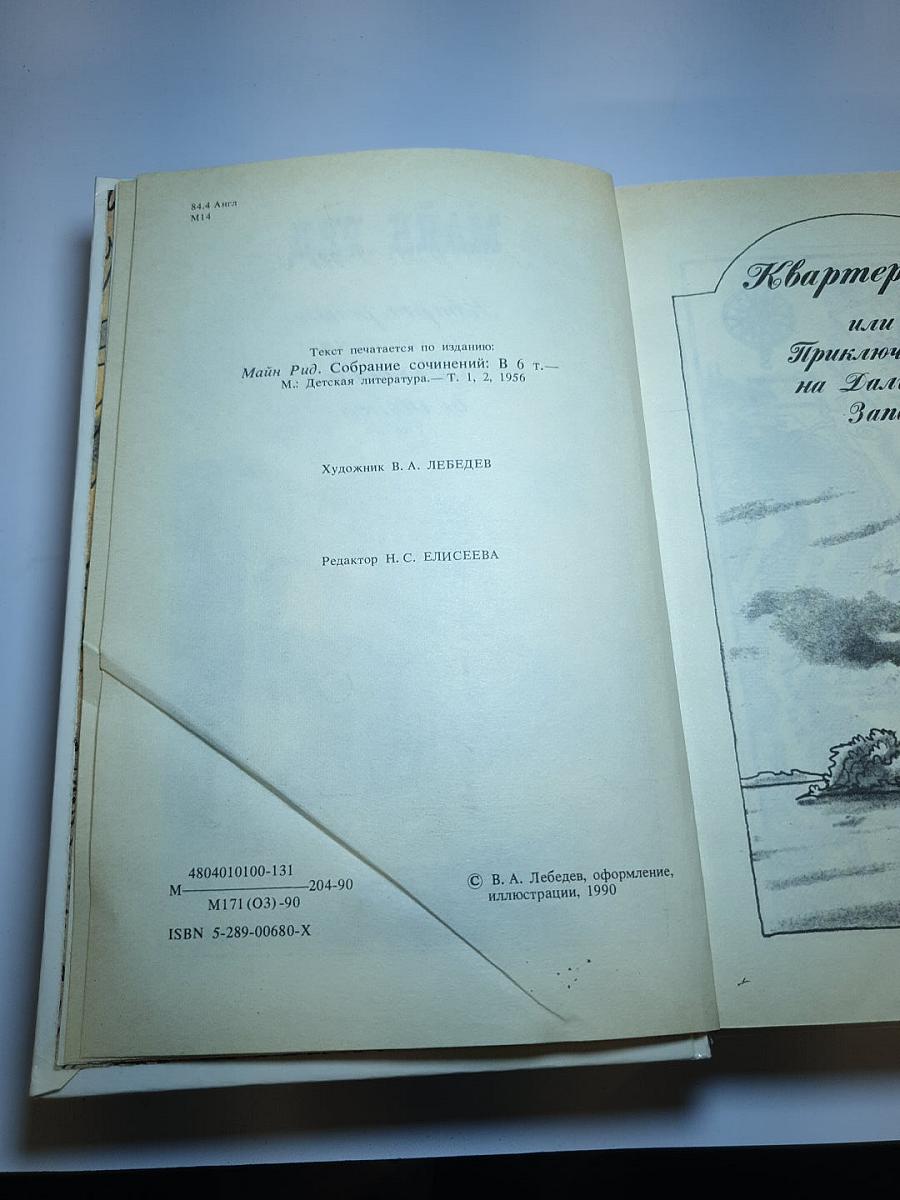 84.4 Англ
М14
Текст печатается по изданию:
Майн Рид. Собрание сочинений: В 6 т.—
М.: Детская литература.— Т. 1, 2, 1956
Художник В. А. ЛЕБЕДЕВ
Редактор Н. С. ЕЛИСЕЕВА
4804010100-131
М—204-90
М171(ОЗ)-90
ISBN 5-289-00680-X
© В. А. Лебедев, оформление,
иллюстрации, 1990
Квартер
или
Приключ
на Дал
Запа